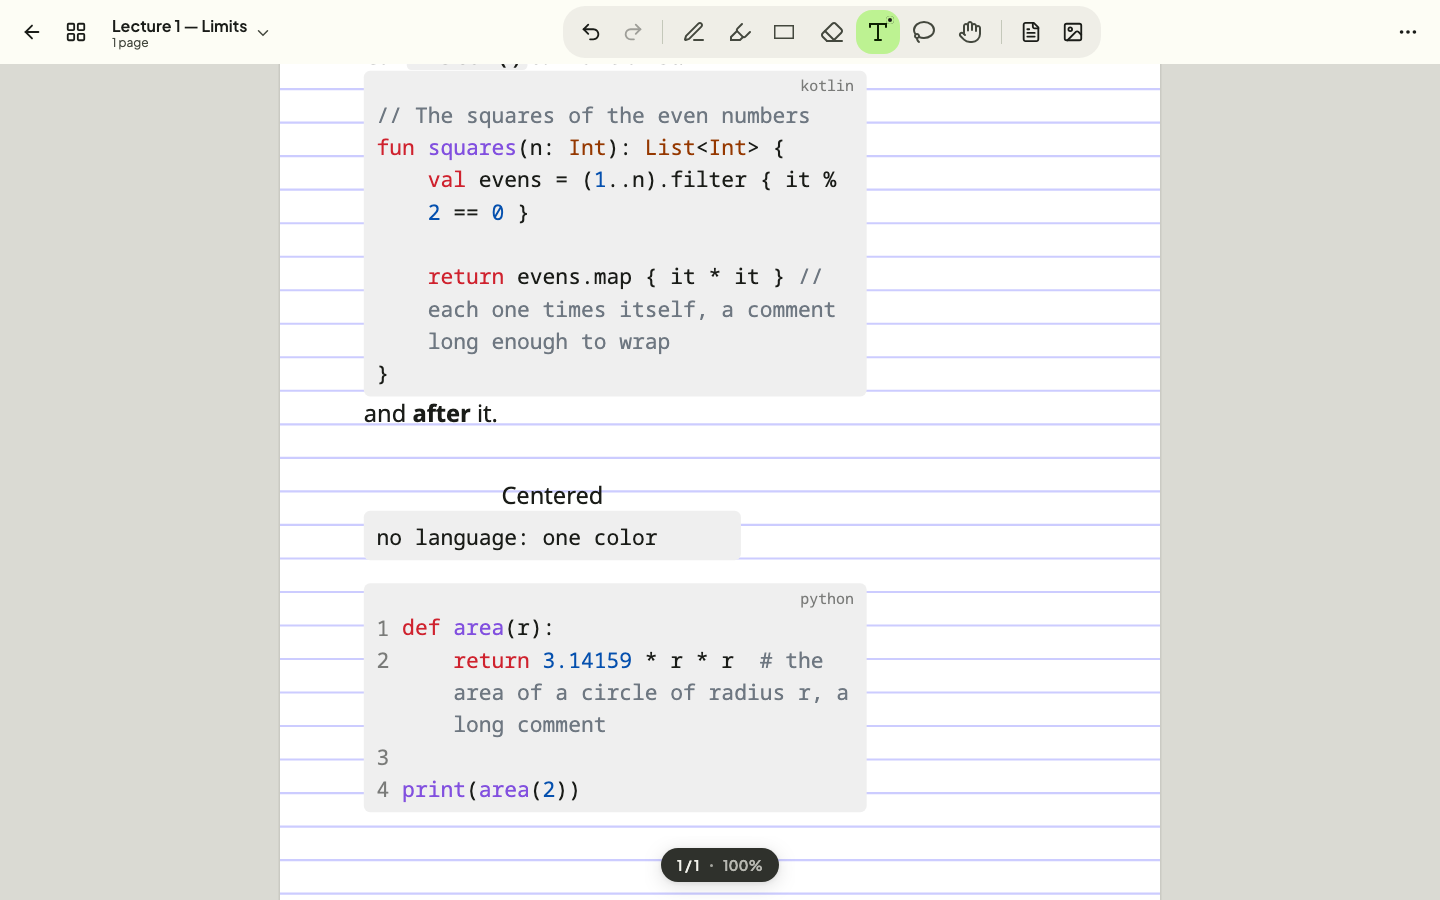 Lecture 1 — Limits
1 page
kotlin
// The squares of the even numbers
fun squares(n: Int): List<Int> {
    val evens = (1..n).filter { it %
    2 == 0 }
    return evens.map { it * it } //
    each one times itself, a comment
    long enough to wrap
}
and after it.
Centered
no language: one color
python
1 def area(r):
2     return 3.14159 * r * r  # the
      area of a circle of radius r, a
      long comment
3
4 print(area(2))
1/1 · 100%